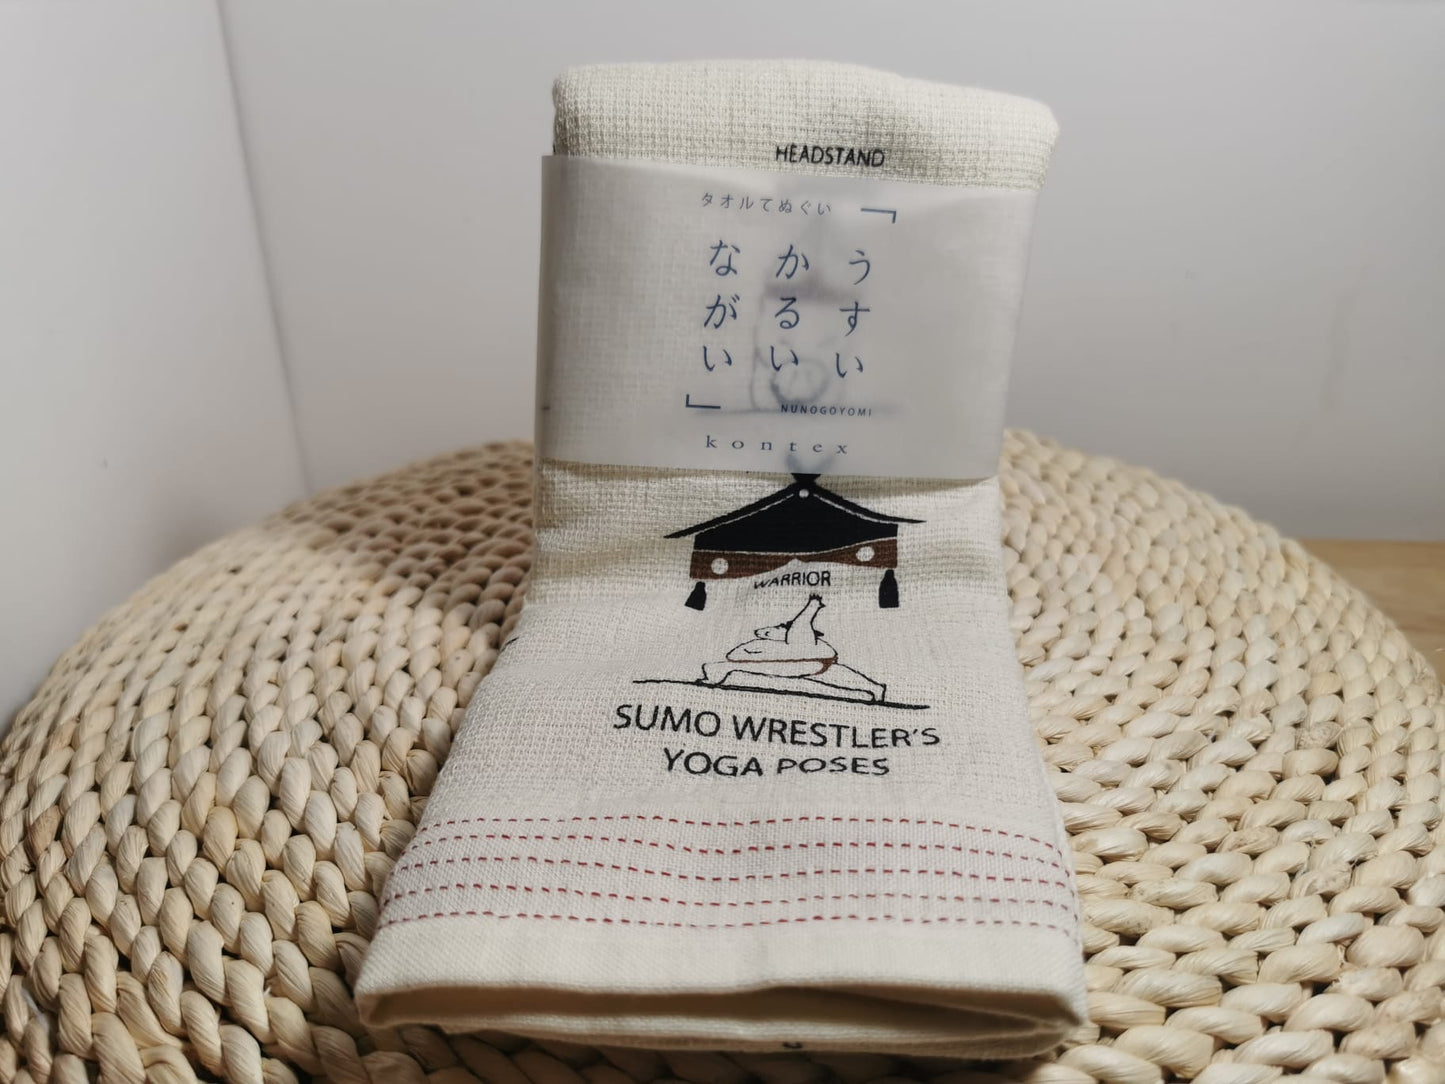 HEADSTAND
タオルてぬぐい
うすい
かるい
ながい
NUNOGOYOMI
kontex
WARRIOR
SUMO WRESTLER'S
YOGA POSES